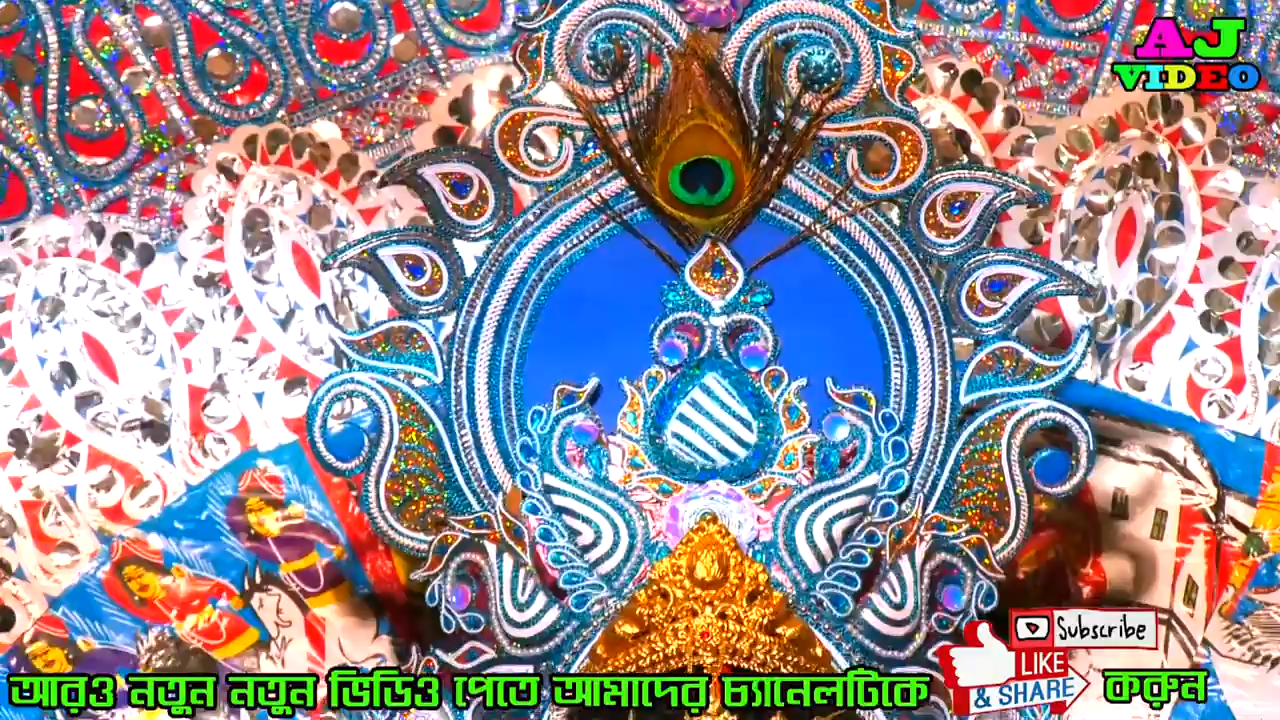 AJ
VIDEO
Subscribe
LIKE
& SHARE
আরও নতুন নতুন ভিডিও পেতে আমাদের চ্যানেলটিকে করুন